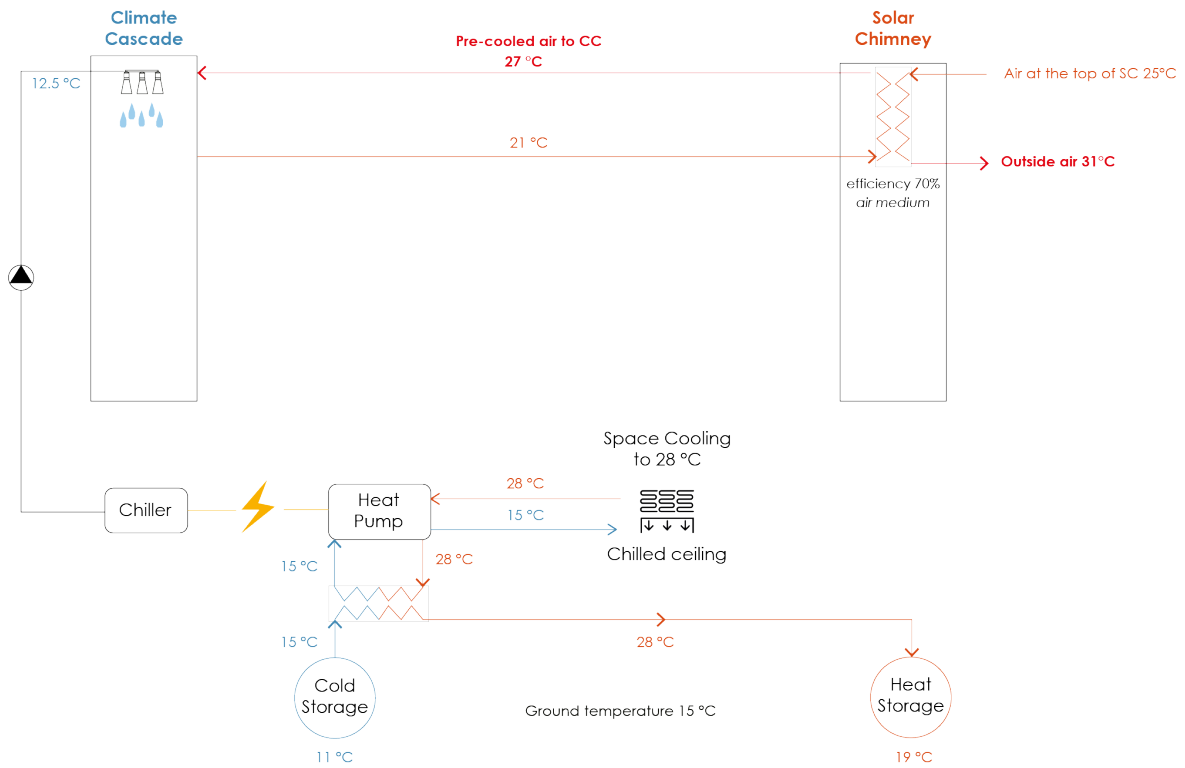 Climate
Cascade
Solar
Chimney
Pre-cooled air to CC
27 °C
12.5 °C
Air at the top of SC 25°C
21 °C
Outside air 31°C
efficiency 70%
air medium
Space Cooling
to 28 °C
Chiller
Heat
Pump
28 °C
15 °C
Chilled ceiling
15 °C
28 °C
15 °C
28 °C
Cold
Storage
Heat
Storage
Ground temperature 15 °C
11 °C
19 °C